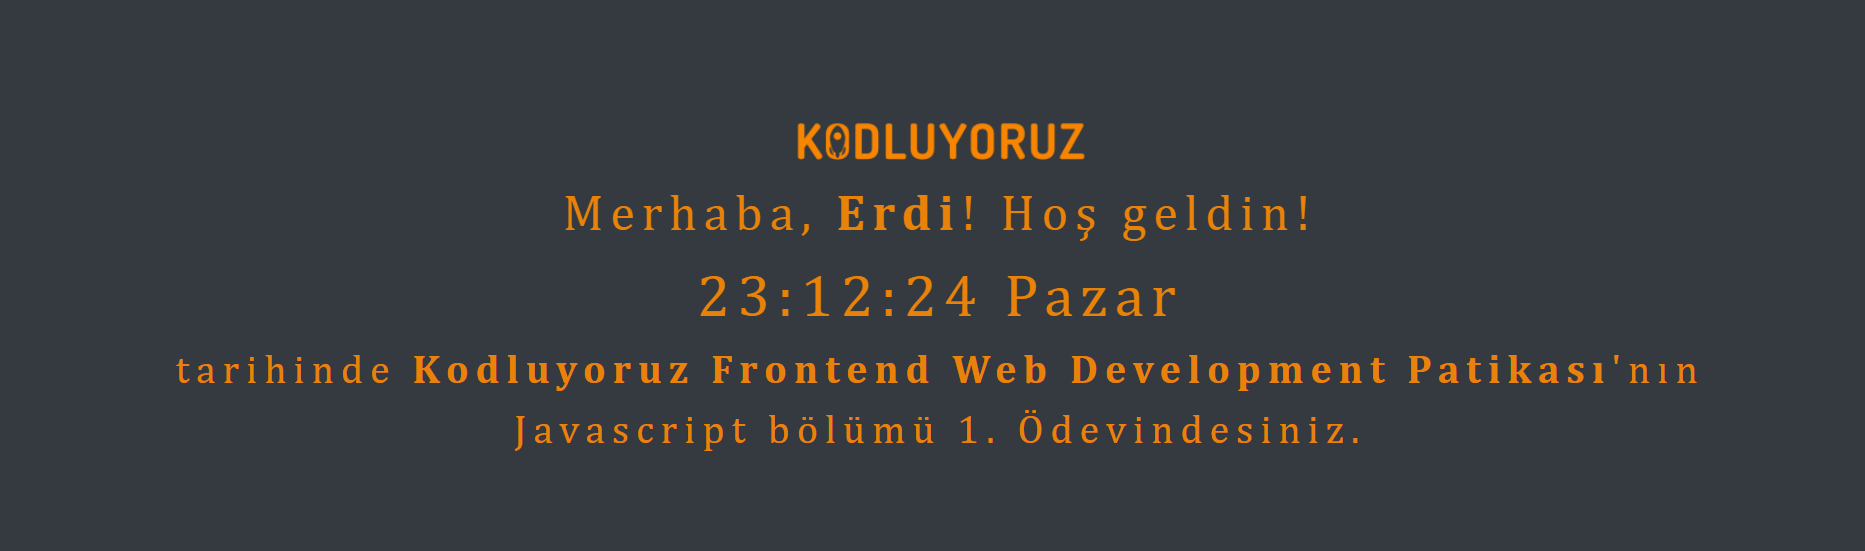 KODLUYORUZ
Merhaba, Erdi! Hoş geldin!
23:12:24 Pazar
tarihinde Kodluyoruz Frontend Web Development Patikası'nın
Javascript bölümü 1. Ödevindesiniz.